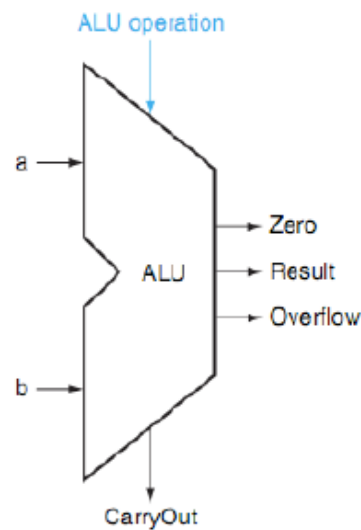 ALU operation
a
Zero
ALU
Result
Overflow
b
CarryOut